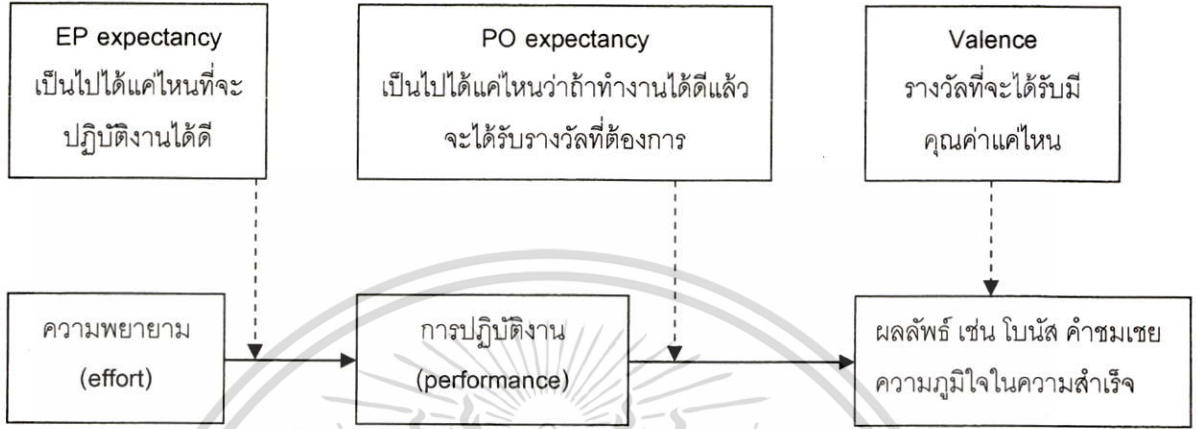 EP expectancy
เป็นไปได้แค่ไหนที่จะ
ปฏิบัติงานได้ดี
PO expectancy
เป็นไปได้แค่ไหนว่าถ้าทำงานได้ดีแล้ว
จะได้รับรางวัลที่ต้องการ
Valence
รางวัลที่จะได้รับมี
คุณค่าแค่ไหน
ความพยายาม
(effort)
การปฏิบัติงาน
(performance)
ผลลัพธ์ เช่น โบนัส คำชมเชย
ความภูมิใจในความสำเร็จ